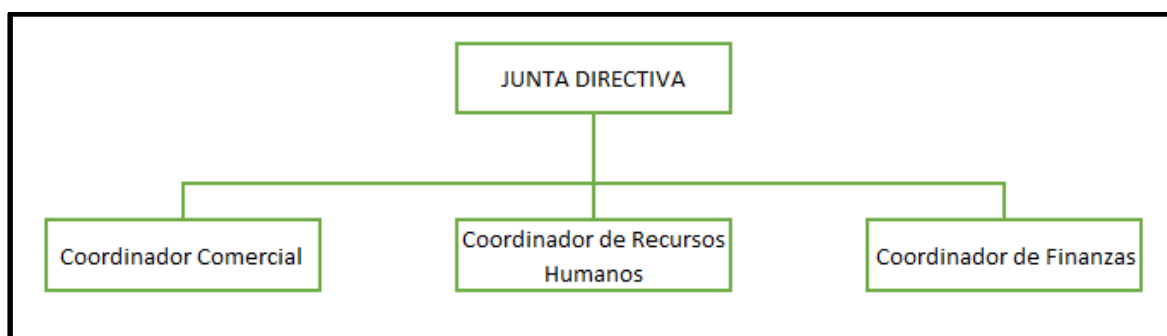 JUNTA DIRECTIVA
Coordinador Comercial
Coordinador de Recursos
Humanos
Coordinador de Finanzas